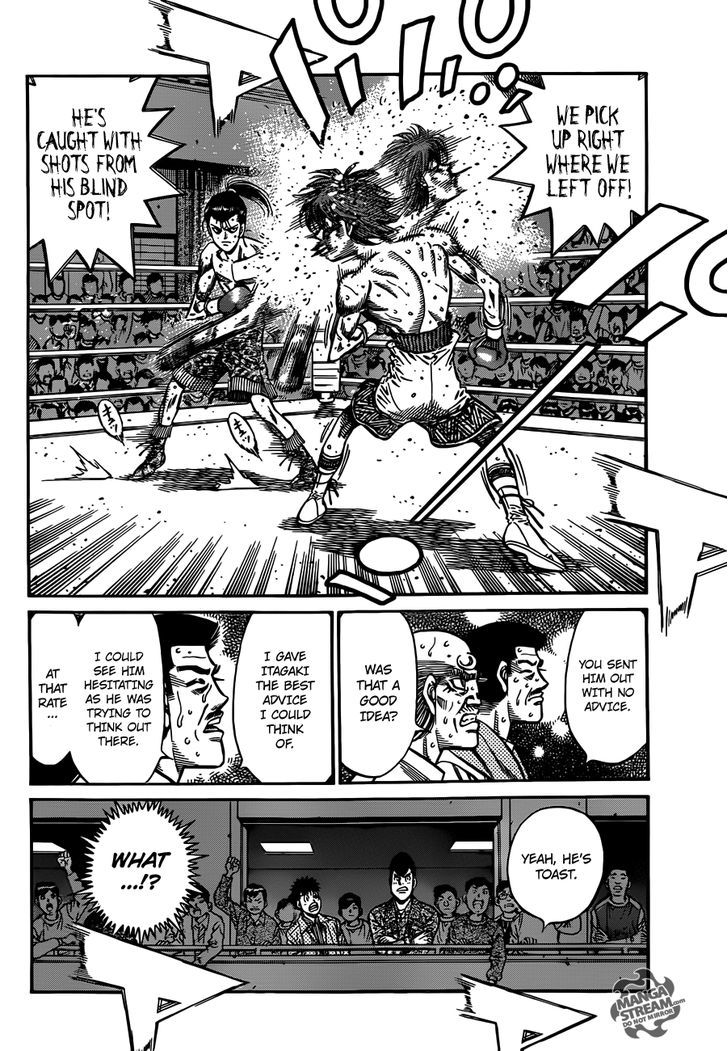 WE PICK
UP RIGHT
WHERE WE
LEFT OFF!
HE'S
CAUGHT WITH
SHOTS FROM
HIS BLIND
SPOT!
YOU SENT
HIM OUT
WITH NO
ADVICE.
WAS
THAT A
GOOD
IDEA?
I GAVE
ITAGAKI
THE BEST
ADVICE
I COULD
THINK
OF.
I COULD
SEE HIM
HESITATING
AS HE WAS
TRYING TO
THINK OUT
THERE.
AT
THAT
RATE
...
YEAH, HE'S
TOAST.
WHAT
...!?
MANGA
STREAM.com
DO NOT MIRROR